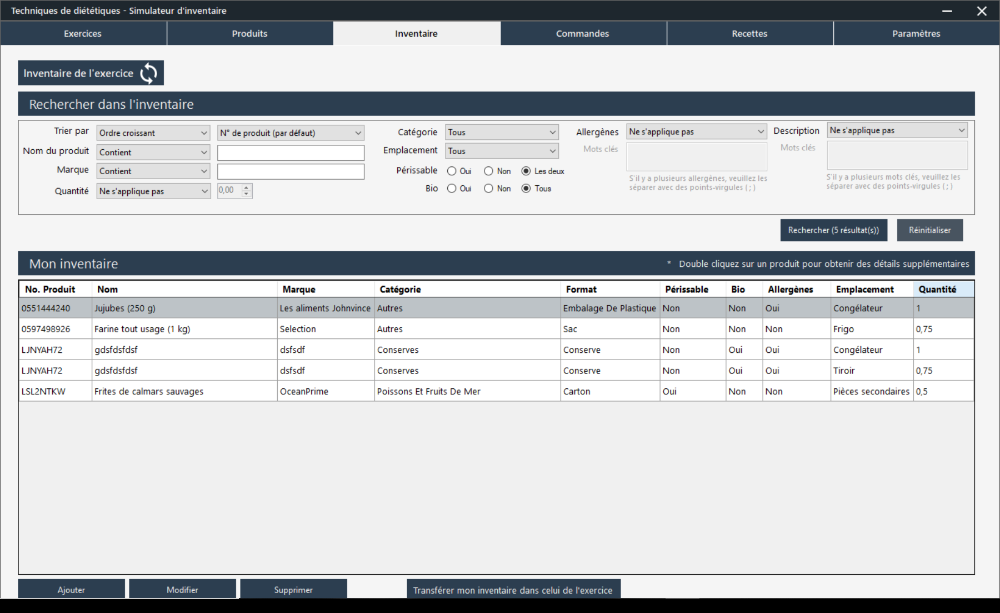 Techniques de diététiques - Simulateur d'inventaire
Exercices Produits Inventaire Commandes Recettes Paramètres
Inventaire de l'exercice
Rechercher dans l'inventaire
Trier par Ordre croissant N° de produit (par défaut)
Nom du produit Contient
Marque Contient
Quantité Ne s'applique pas 0,00
Catégorie Tous
Emplacement Tous
Périssable Oui Non Les deux
Bio Oui Non Tous
Allergènes Ne s'applique pas
Mots clés
S'il y a plusieurs allergènes, veuillez les
séparer avec des points-virgules ( ; )
Description Ne s'applique pas
Mots clés
S'il y a plusieurs mots clés, veuillez les
séparer avec des points-virgules ( ; )
Rechercher (5 résultat(s)) Réinitialiser
Mon inventaire * Double cliquez sur un produit pour obtenir des détails supplémentaires
No. Produit Nom Marque Catégorie Format Périssable Bio Allergènes Emplacement Quantité
0551444240 Jujubes (250 g) Les aliments Johnvince Autres Embalage De Plastique Non Non Oui Congélateur 1
0597498926 Farine tout usage (1 kg) Selection Autres Sac Non Non Non Frigo 0,75
LJNYAH72 gdsfdsfdsf dsfsdf Conserves Conserve Non Oui Oui Congélateur 1
LJNYAH72 gdsfdsfdsf dsfsdf Conserves Conserve Non Oui Oui Tiroir 0,75
LSL2NTKW Frites de calmars sauvages OceanPrime Poissons Et Fruits De Mer Carton Oui Non Non Pièces secondaires 0,5
Ajouter Modifier Supprimer Transférer mon inventaire dans celui de l'exercice